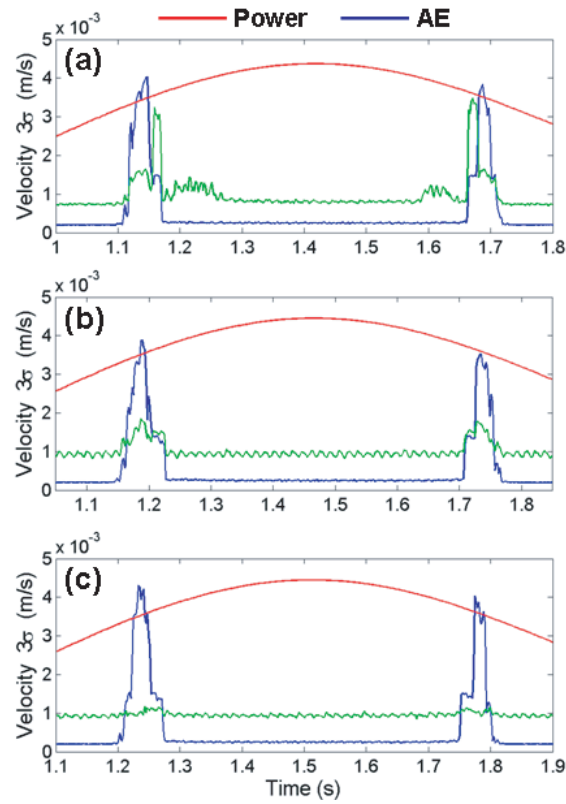 Power AE
(a)
5 x 10⁻³
4
3
2
1
0
Velocity 3σ (m/s)
1 1.1 1.2 1.3 1.4 1.5 1.6 1.7 1.8
(b)
5 x 10⁻³
4
3
2
1
0
Velocity 3σ (m/s)
1.1 1.2 1.3 1.4 1.5 1.6 1.7 1.8
(c)
5 x 10⁻³
4
3
2
1
0
Velocity 3σ (m/s)
1.1 1.2 1.3 1.4 1.5 1.6 1.7 1.8 1.9
Time (s)